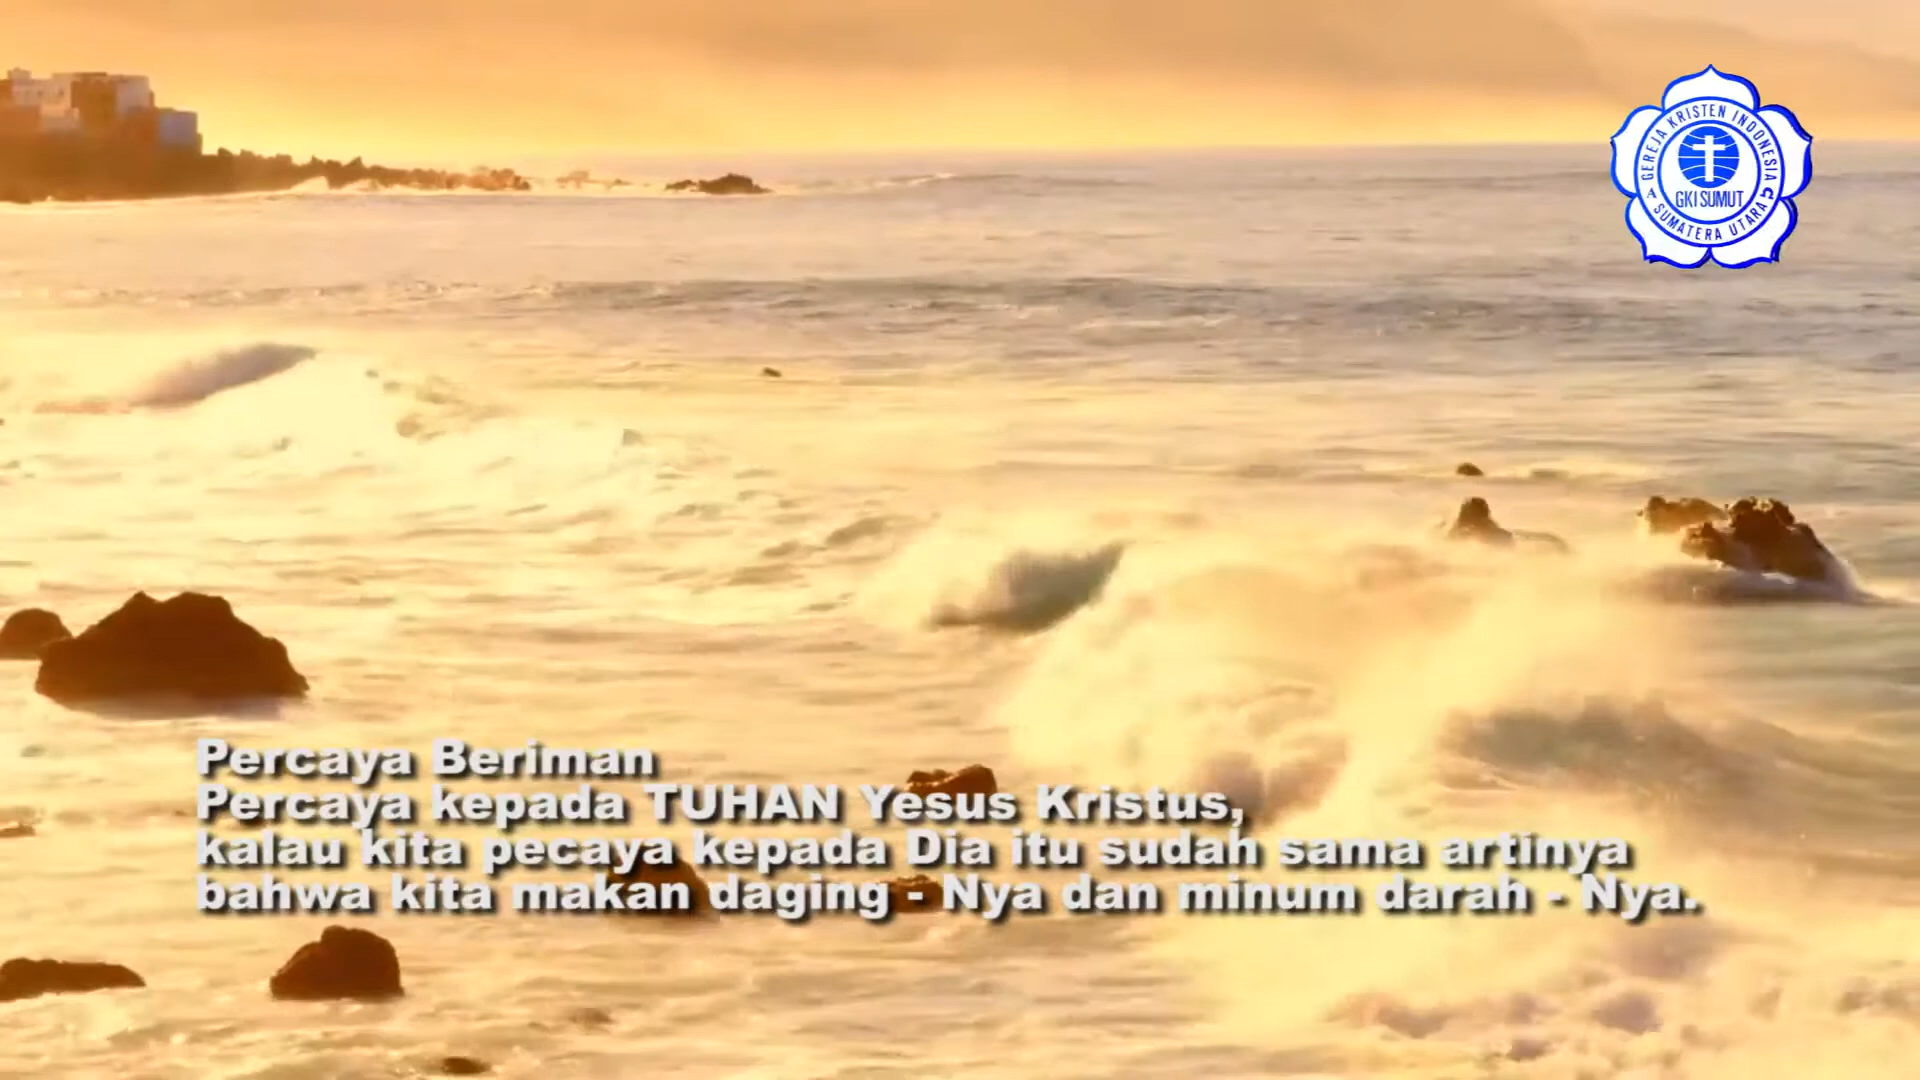 GEREJA KRISTEN INDONESIA
GKI SUMUT
SUMATERA UTARA
Percaya Beriman
Percaya kepada TUHAN Yesus Kristus,
kalau kita pecaya kepada Dia itu sudah sama artinya
bahwa kita makan daging - Nya dan minum darah - Nya.